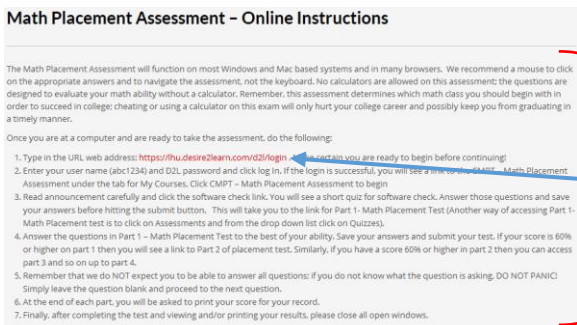 Math Placement Assessment – Online Instructions
The Math Placement Assessment will function on most Windows and Mac based systems and in many browsers. We recommend a mouse to click
on the appropriate answers and to navigate the assessment, not the keyboard. No calculators are allowed on this assessment; the questions are
designed to evaluate your math ability without a calculator. Remember, this assessment determines which math class you should begin with in
order to succeed in college; cheating or using a calculator on this exam will only hurt your college career and possibly keep you from graduating in
a timely manner.
Once you are at a computer and are ready to take the assessment, do the following:
1. Type in the URL web address: https://lhu.desire2learn.com/d2l/login . certain you are ready to begin before continuing!
2. Enter your user name (abc1234) and D2L password and click log In. If the login is successful, you will see a link to the CMPT – Math Placement
Assessment under the tab for My Courses. Click CMPT – Math Placement Assessment to begin
3. Read announcement carefully and click the software check link. You will see a short quiz for software check. Answer those questions and save
your answers before hitting the submit button. This will take you to the link for Part 1- Math Placement Test (Another way of accessing Part 1-
Math Placement test is to click on Assessments and from the drop down list click on Quizzes).
4. Answer the questions in Part 1 – Math Placement Test to the best of your ability. Save your answers and submit your test. If your score is 60%
or higher on part 1 then you will see a link to Part 2 of placement test. Similarly, if you have a score 60% or higher in part 2 then you can access
part 3 and so on up to part 4.
5. Remember that we do NOT expect you to be able to answer all questions; if you do not know what the question is asking, DO NOT PANIC!
Simply leave the question blank and proceed to the next question.
6. At the end of each part, you will be asked to print your score for your record.
7. Finally, after completing the test and viewing and/or printing your results, please close all open windows.